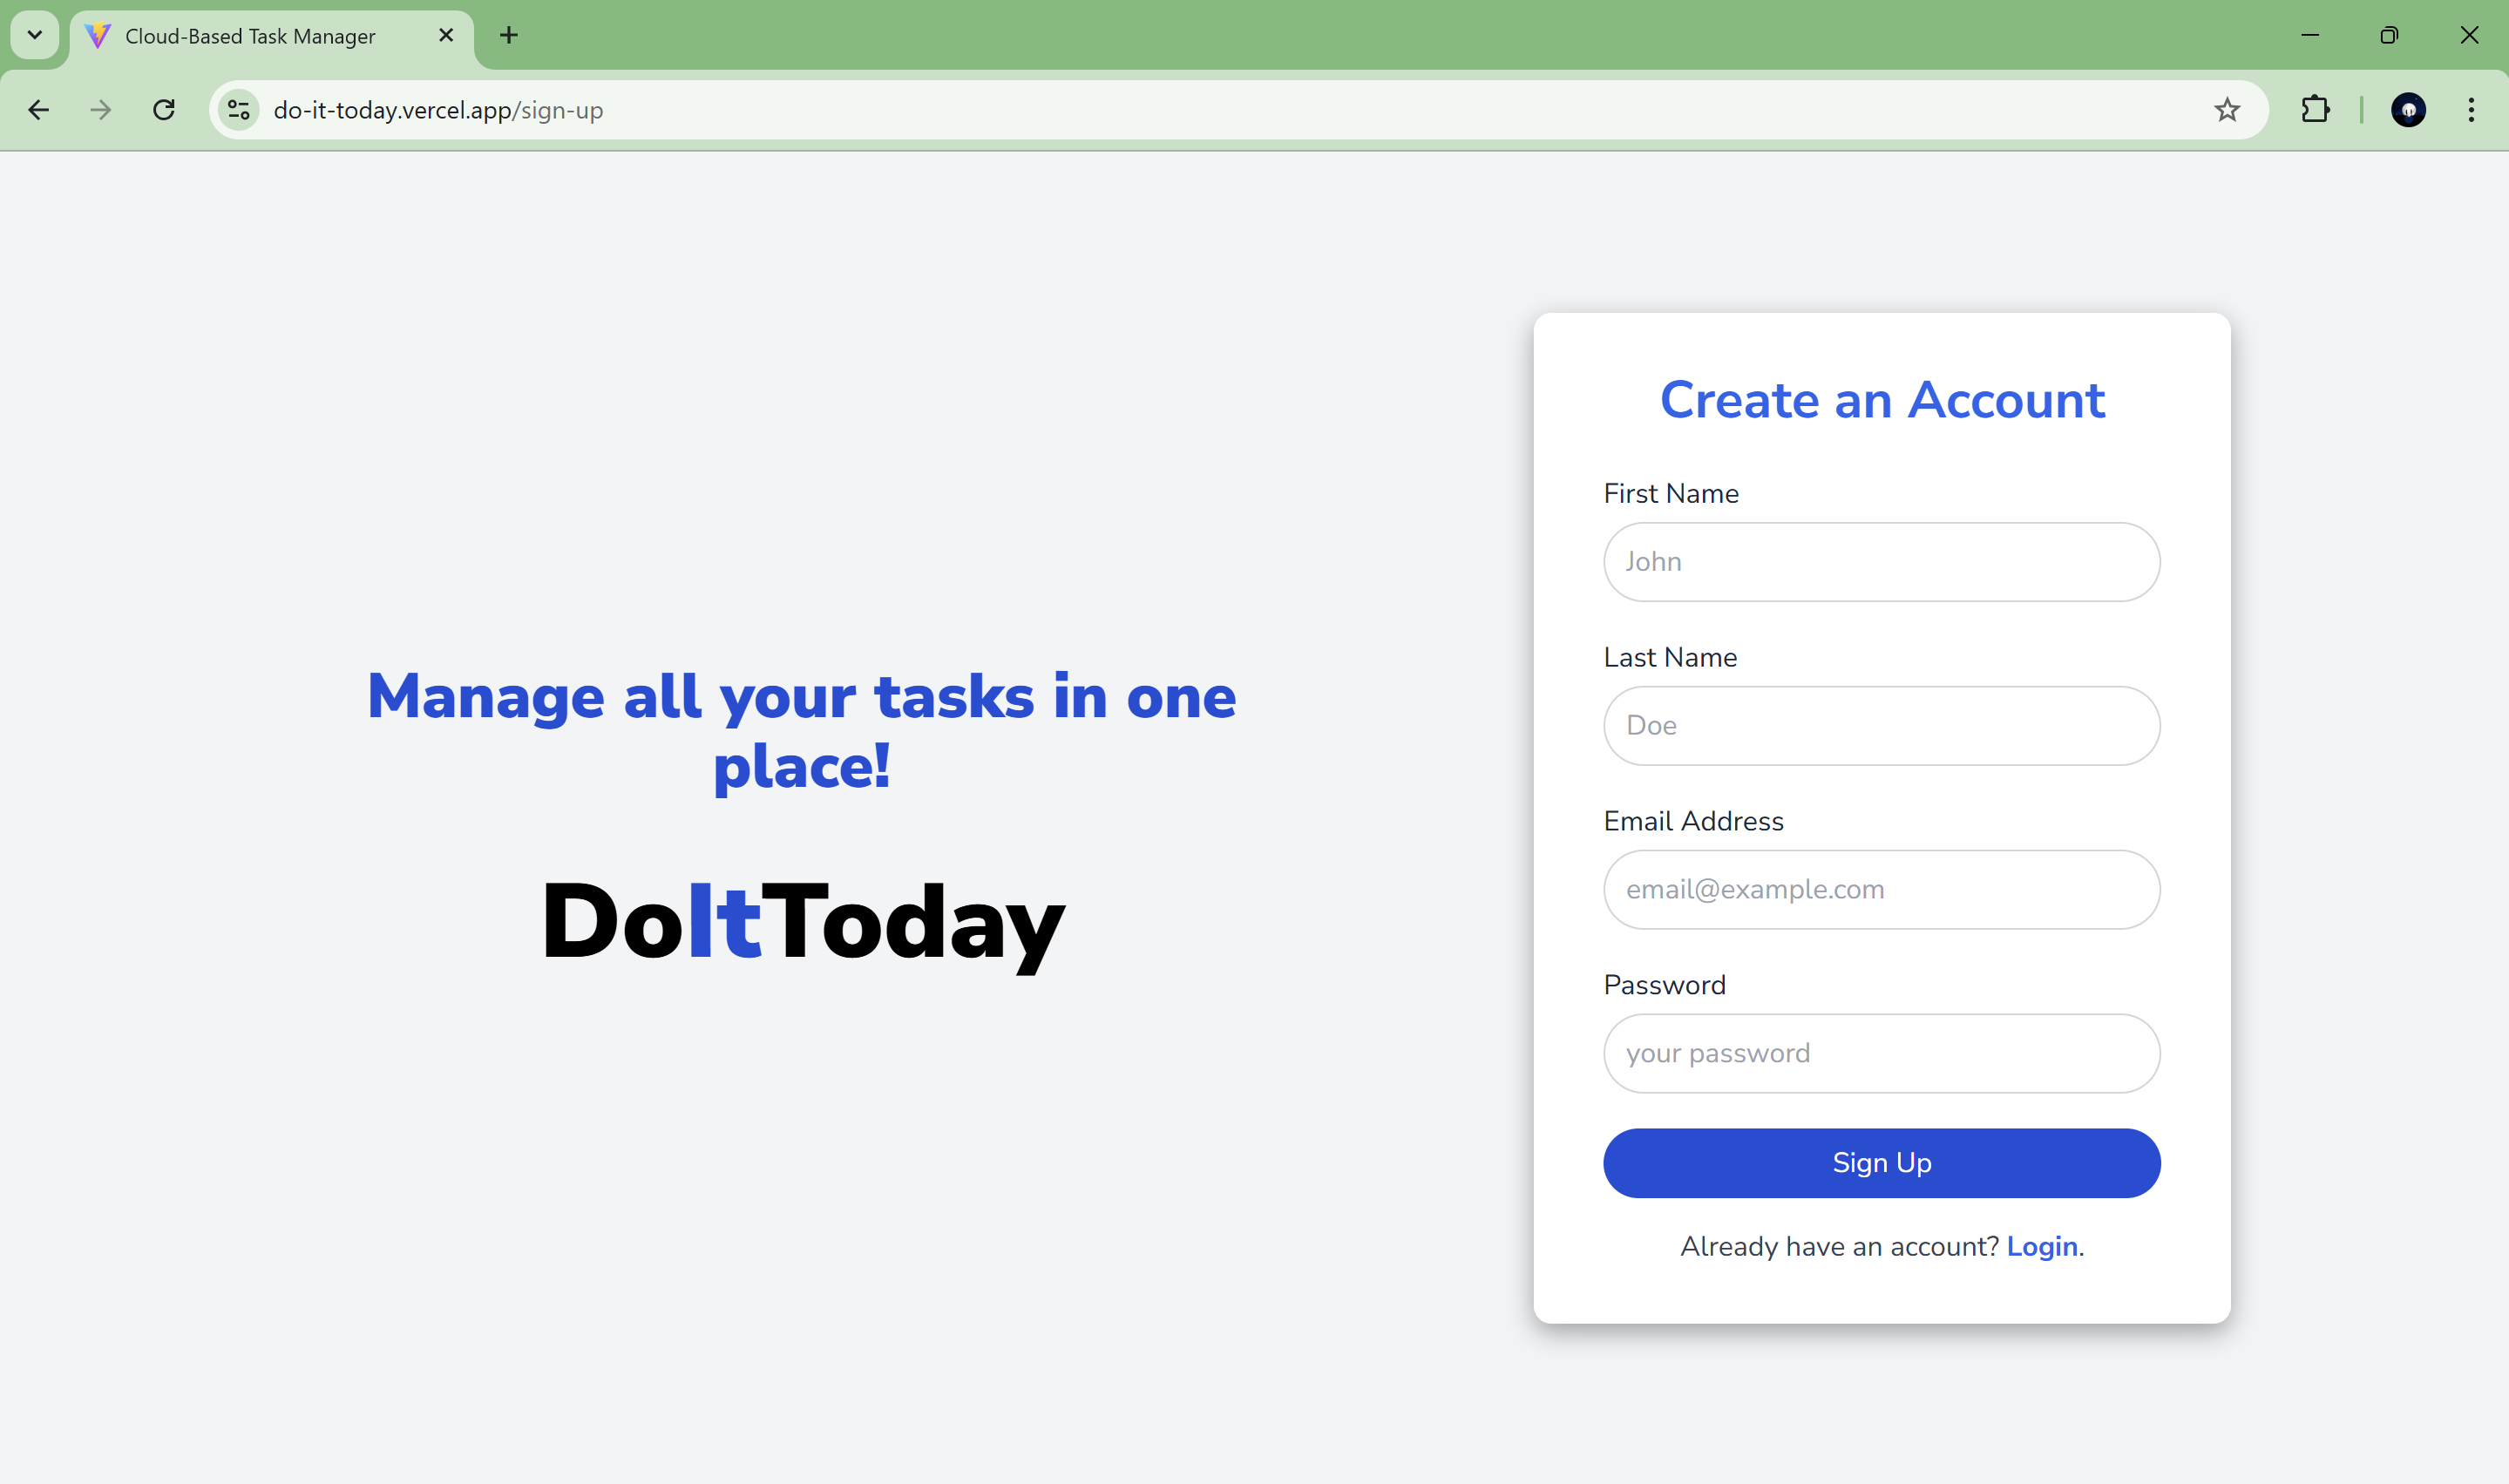 Cloud-Based Task Manager
do-it-today.vercel.app/sign-up
Manage all your tasks in one
place!
DoItToday
Create an Account
First Name
John
Last Name
Doe
Email Address
email@example.com
Password
your password
Sign Up
Already have an account? Login.